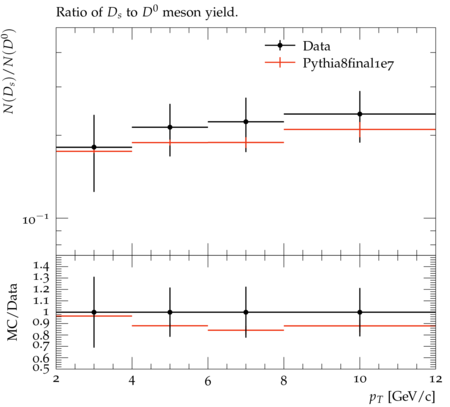 Ratio of D_s to D^0 meson yield.
N(D_s)/N(D^0)
Data
Pythia8final1e7
10^−1
MC/Data
1.4
1.3
1.2
1.1
1
0.9
0.8
0.7
0.6
0.5
2 4 6 8 10 12
p_T [GeV/c]